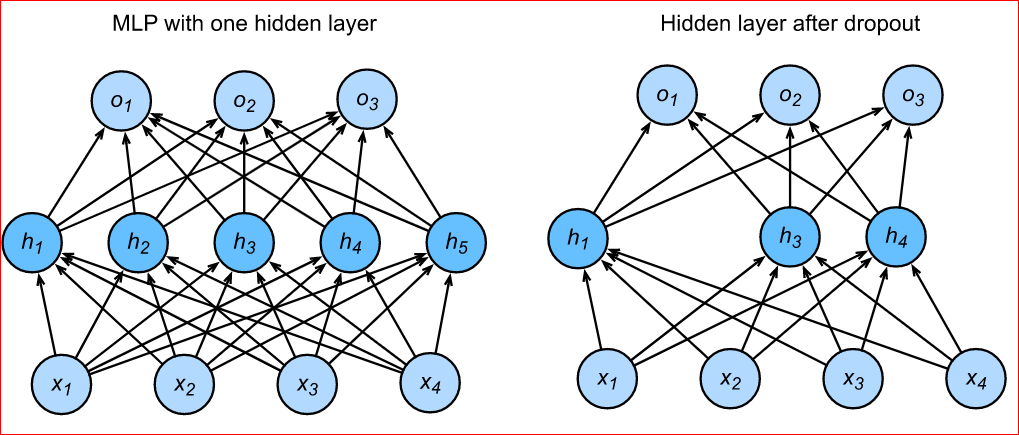 MLP with one hidden layer
Hidden layer after dropout
o1 o2 o3
o1 o2 o3
h1 h2 h3 h4 h5
h1 h3 h4
x1 x2 x3 x4
x1 x2 x3 x4